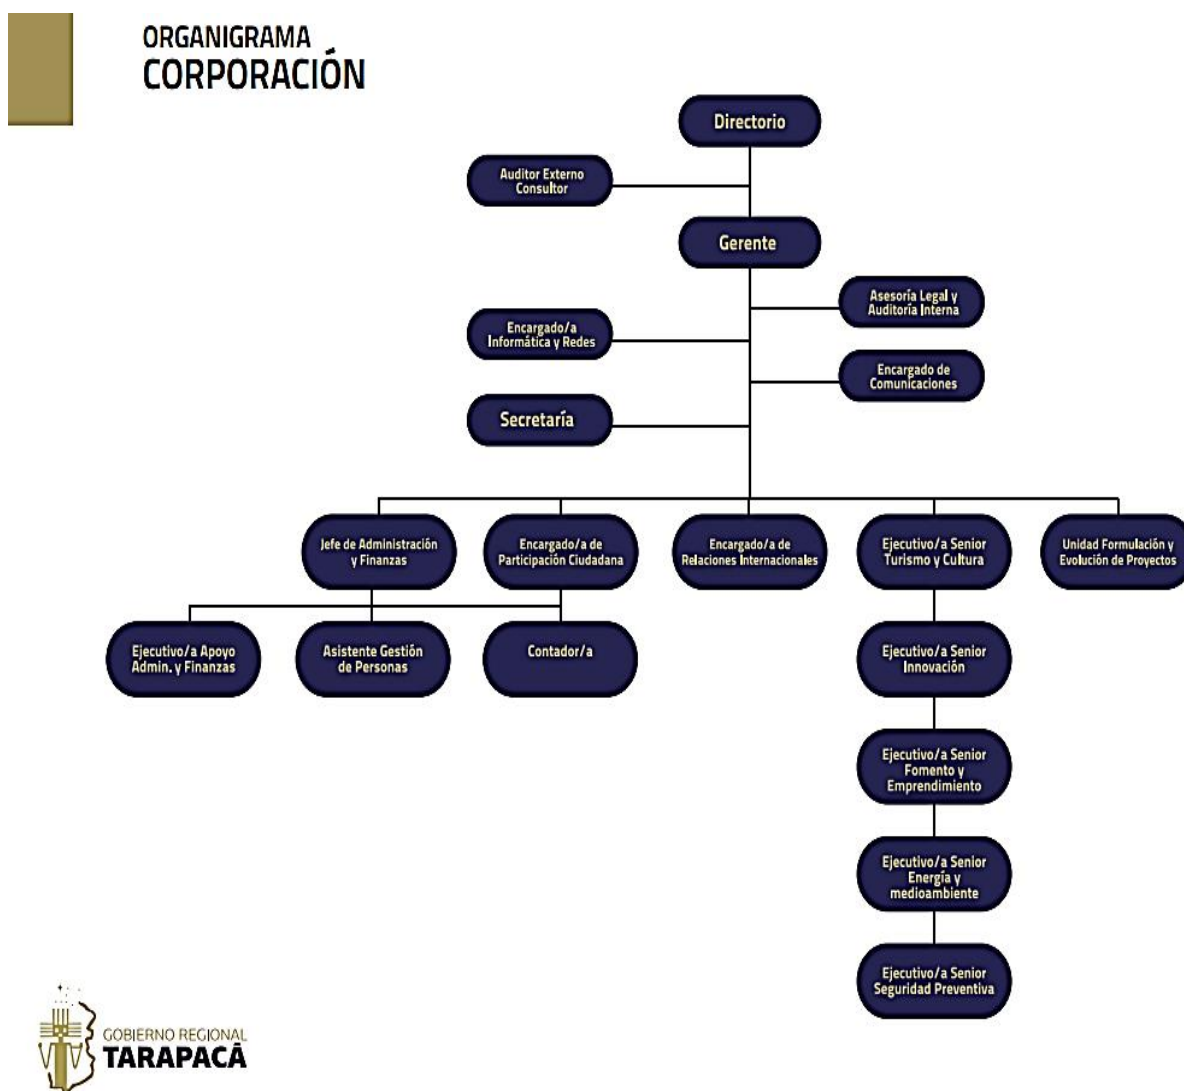 ORGANIGRAMA
CORPORACIÓN
Directorio
Auditor Externo
Consultor
Gerente
Asesoría Legal y
Auditoría Interna
Encargado/a
Informática y Redes
Encargado de
Comunicaciones
Secretaría
Jefe de Administración
y Finanzas
Encargado/a de
Participación Ciudadana
Encargado/a de
Relaciones Internacionales
Ejecutivo/a Senior
Turismo y Cultura
Unidad Formulación y
Evolución de Proyectos
Ejecutivo/a Apoyo
Admin. y Finanzas
Asistente Gestión
de Personas
Contador/a
Ejecutivo/a Senior
Innovación
Ejecutivo/a Senior
Fomento y
Emprendimiento
Ejecutivo/a Senior
Energía y
medioambiente
Ejecutivo/a Senior
Seguridad Preventiva
GOBIERNO REGIONAL
TARAPACÁ